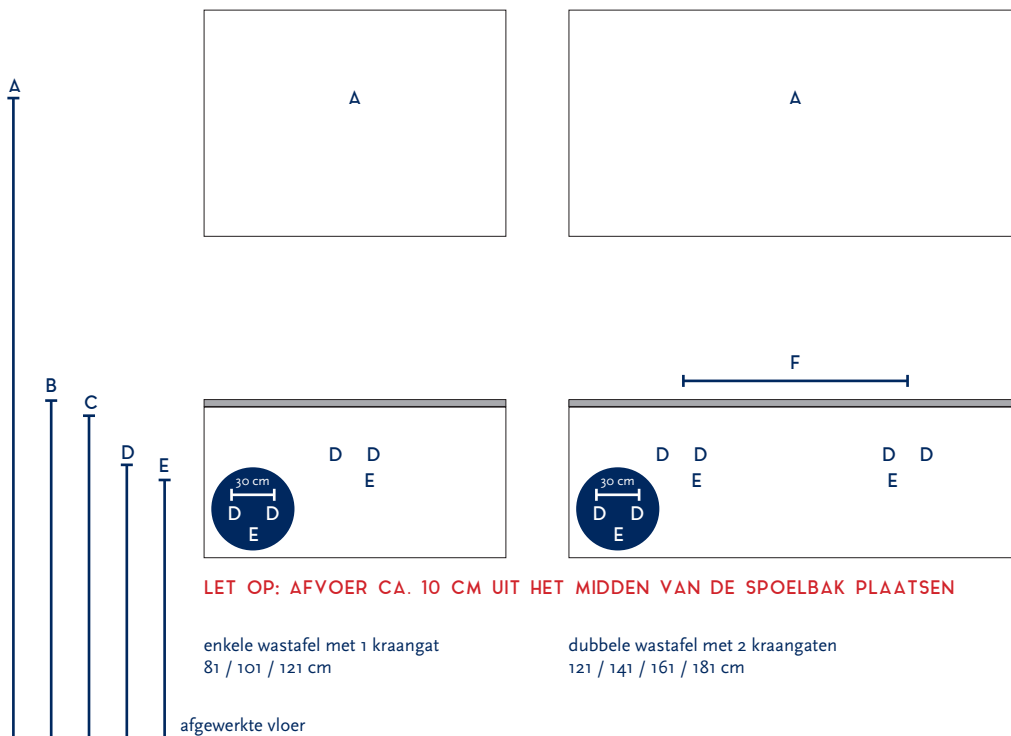 A
A
A
F
B
C
D
E
D D
E
D D
E
D D
E
30 cm
D D
E
30 cm
D D
E
LET OP: AFVOER CA. 10 CM UIT HET MIDDEN VAN DE SPOELBAK PLAATSEN
enkele wastafel met 1 kraangat
81 / 101 / 121 cm
dubbele wastafel met 2 kraangaten
121 / 141 / 161 / 181 cm
afgewerkte vloer